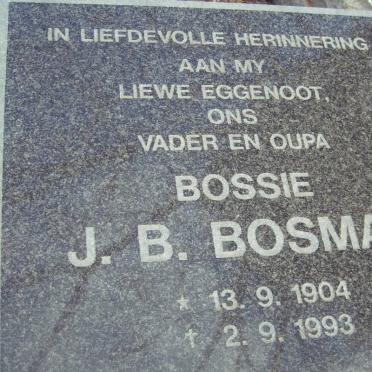 IN LIEFDEVOLLE HERINNERING
AAN MY
LIEWE EGGENOOT,
ONS
VADER EN OUPA
BOSSIE
J. B. BOSMA
* 13. 9. 1904
† 2. 9. 1993